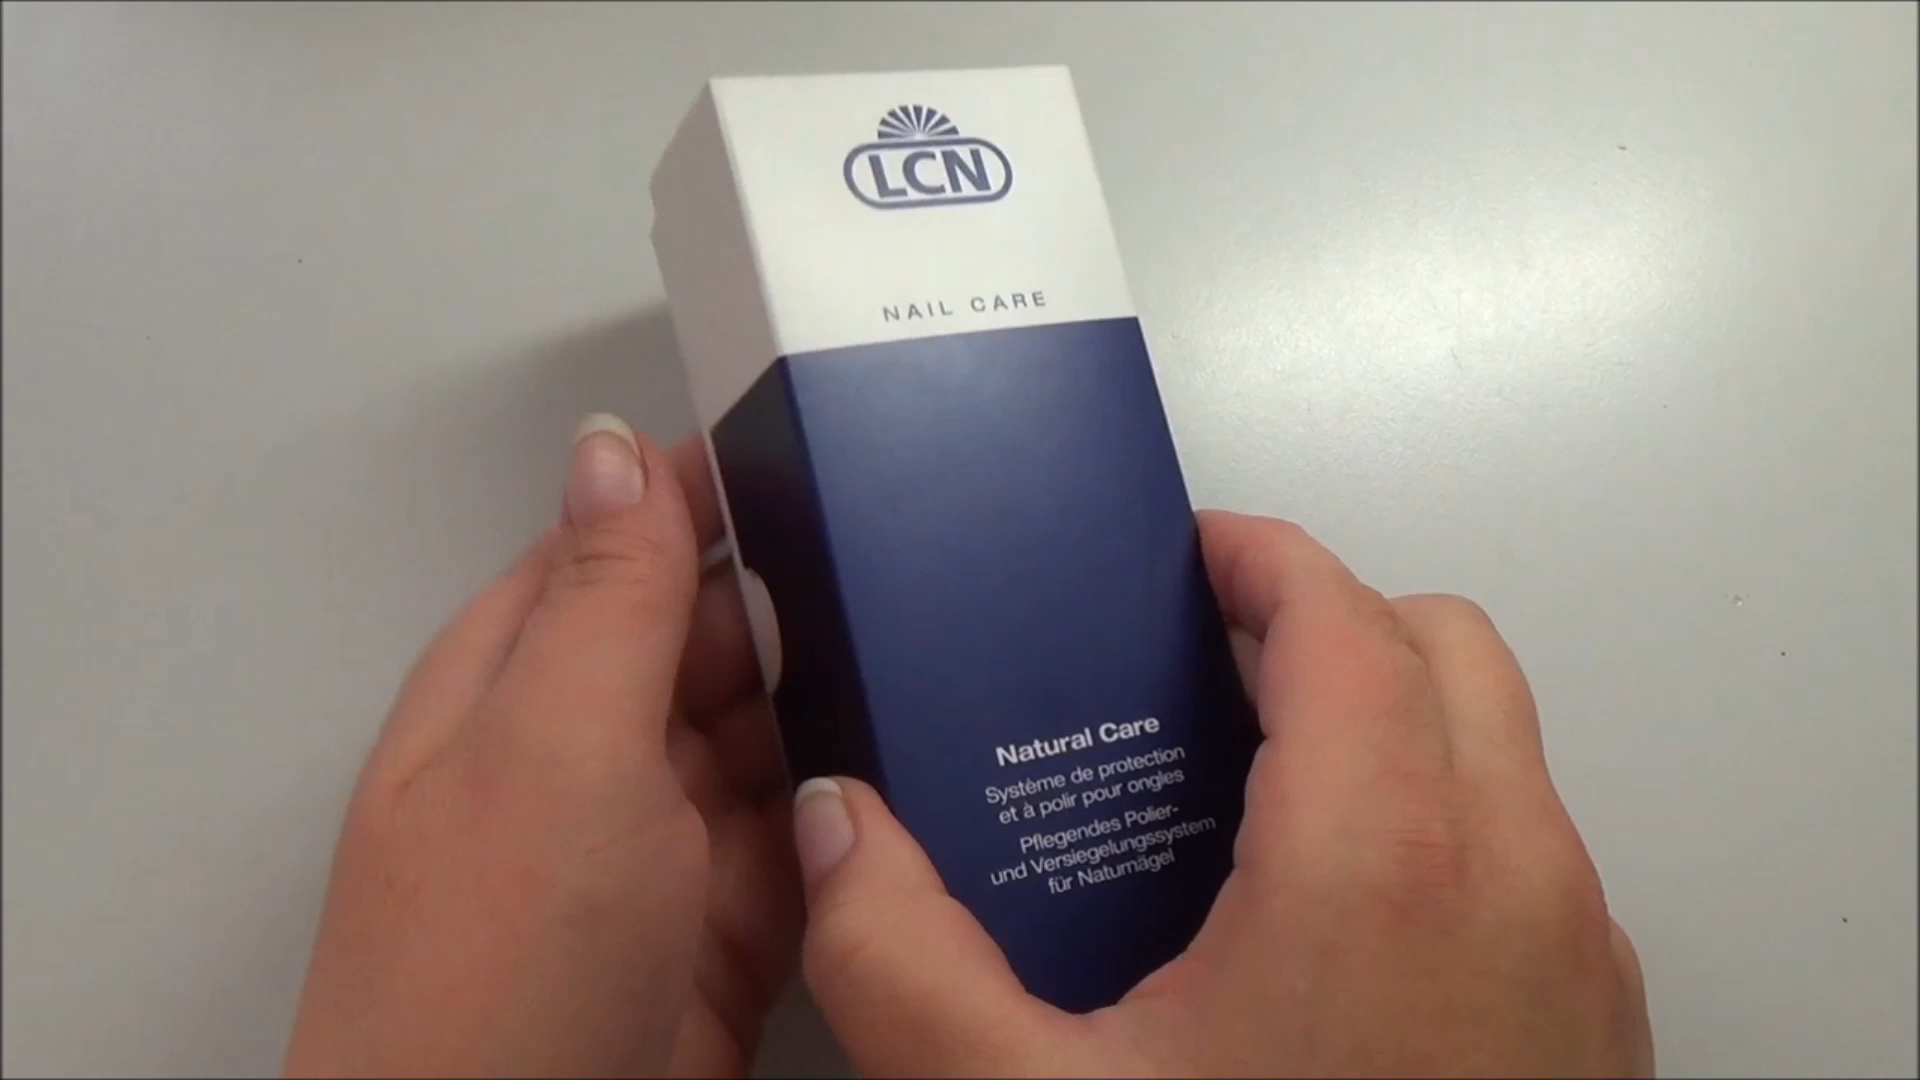 LCN
NAIL CARE
Natural Care
Système de protection
et à polir pour ongles
Pflegendes Polier-
und Versiegelungssystem
für Naturnägel